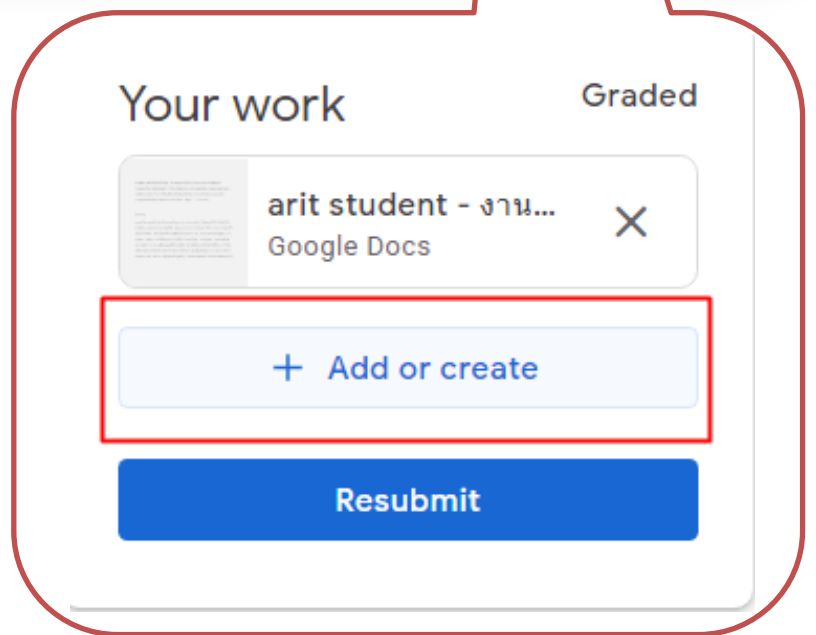 Your work
Graded
arit student - งาน...
Google Docs
+ Add or create
Resubmit